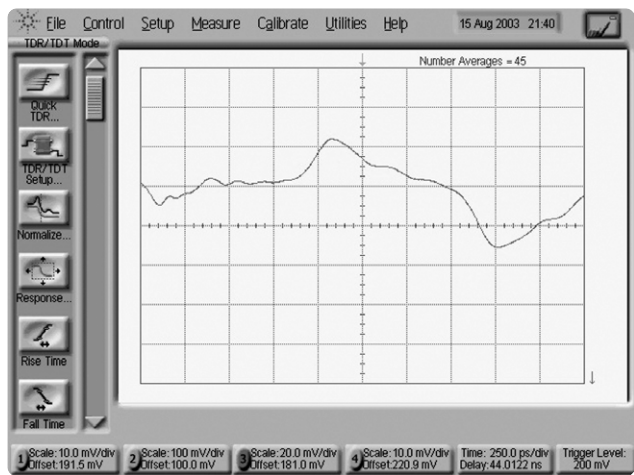 File Control Setup Measure Calibrate Utilities Help 15 Aug 2003 21:40
TDR/TDT Mode
Number Averages = 45
Quick
TDR...
TDR/TDT
Setup...
Normalize...
Response...
Rise Time
Fall Time
1 Scale:10.0 mV/div
Offset:191.5 mV
2 Scale:100 mV/div
Offset:100.0 mV
3 Scale:20.0 mV/div
Offset:181.0 mV
4 Scale:10.0 mV/div
Offset:220.9 mV
Time: 250.0 ps/div
Delay:44.0122 ns
Trigger Level:
200 mV